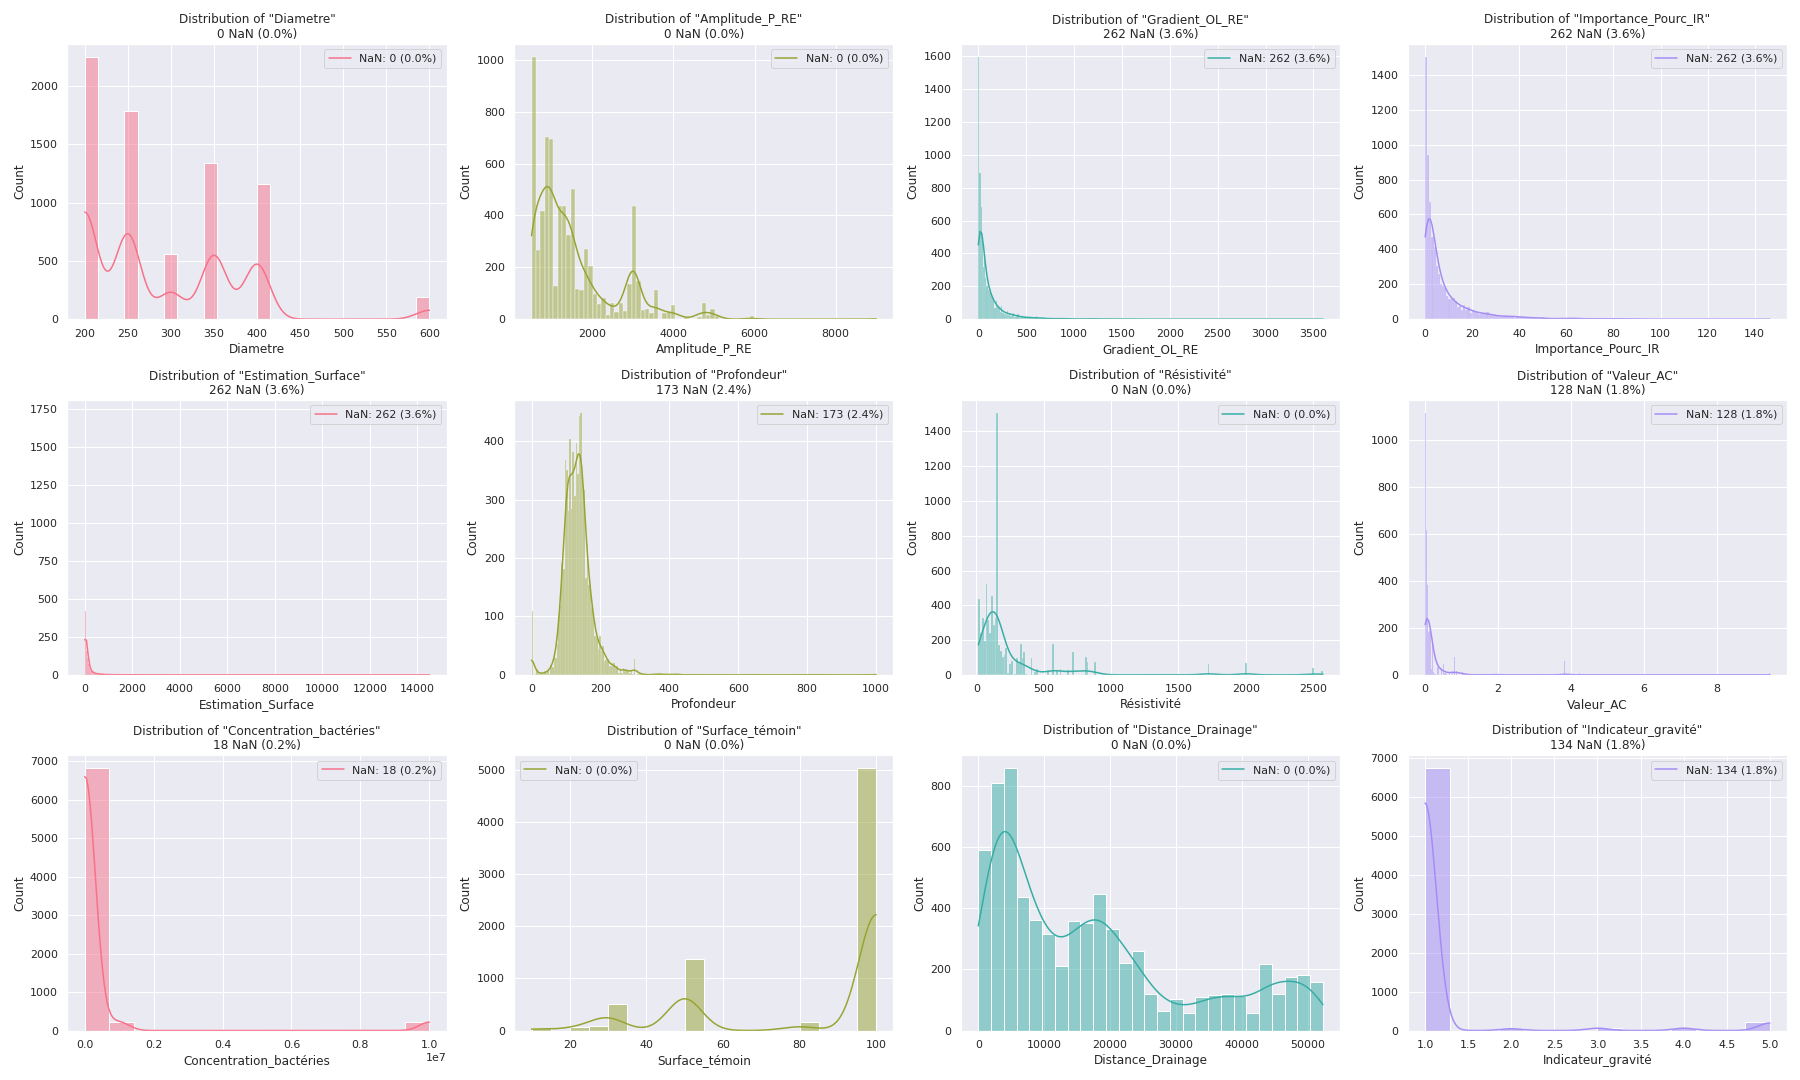 Distribution of "Diametre"
0 NaN (0.0%)
NaN: 0 (0.0%)
Count
2000
1500
1000
500
0
200 250 300 350 400 450 500 550 600
Diametre
Distribution of "Amplitude_P_RE"
0 NaN (0.0%)
NaN: 0 (0.0%)
Count
1000
800
600
400
200
0
2000 4000 6000 8000
Amplitude_P_RE
Distribution of "Gradient_OL_RE"
262 NaN (3.6%)
NaN: 262 (3.6%)
Count
1600
1400
1200
1000
800
600
400
200
0
0 500 1000 1500 2000 2500 3000 3500
Gradient_OL_RE
Distribution of "Importance_Pourc_IR"
262 NaN (3.6%)
NaN: 262 (3.6%)
Count
1400
1200
1000
800
600
400
200
0
0 20 40 60 80 100 120 140
Importance_Pourc_IR
Distribution of "Estimation_Surface"
262 NaN (3.6%)
NaN: 262 (3.6%)
Count
1750
1500
1250
1000
750
500
250
0
0 2000 4000 6000 8000 10000 12000 14000
Estimation_Surface
Distribution of "Profondeur"
173 NaN (2.4%)
NaN: 173 (2.4%)
Count
400
300
200
100
0
0 200 400 600 800 1000
Profondeur
Distribution of "Résistivité"
0 NaN (0.0%)
NaN: 0 (0.0%)
Count
1400
1200
1000
800
600
400
200
0
0 500 1000 1500 2000 2500
Résistivité
Distribution of "Valeur_AC"
128 NaN (1.8%)
NaN: 128 (1.8%)
Count
1000
800
600
400
200
0
0 2 4 6 8
Valeur_AC
Distribution of "Concentration_bactéries"
18 NaN (0.2%)
NaN: 18 (0.2%)
Count
7000
6000
5000
4000
3000
2000
1000
0
0.0 0.2 0.4 0.6 0.8 1.0
1e7
Concentration_bactéries
Distribution of "Surface_témoin"
0 NaN (0.0%)
NaN: 0 (0.0%)
Count
5000
4000
3000
2000
1000
0
20 40 60 80 100
Surface_témoin
Distribution of "Distance_Drainage"
0 NaN (0.0%)
NaN: 0 (0.0%)
Count
800
600
400
200
0
0 10000 20000 30000 40000 50000
Distance_Drainage
Distribution of "Indicateur_gravité"
134 NaN (1.8%)
NaN: 134 (1.8%)
Count
7000
6000
5000
4000
3000
2000
1000
0
1.0 1.5 2.0 2.5 3.0 3.5 4.0 4.5 5.0
Indicateur_gravité